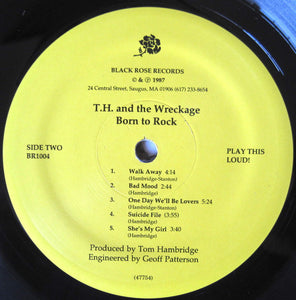 BLACK ROSE RECORDS
© & ℗ 1987
24 Central Street, Saugus, MA 01906 (617) 233-8654
T.H. and the Wreckage
Born to Rock
SIDE TWO
BR1004
PLAY THIS
LOUD!
1. Walk Away 4:14
(Hambridge-Stanton)
2. Bad Mood 2:44
(Hambridge)
3. One Day We'll Be Lovers 5:24
(Hambridge-Stanton)
4. Suicide File (3:55)
(Hambridge)
5. She's My Girl 3:40
(Hambridge)
Produced by Tom Hambridge
Engineered by Geoff Patterson
(47754)